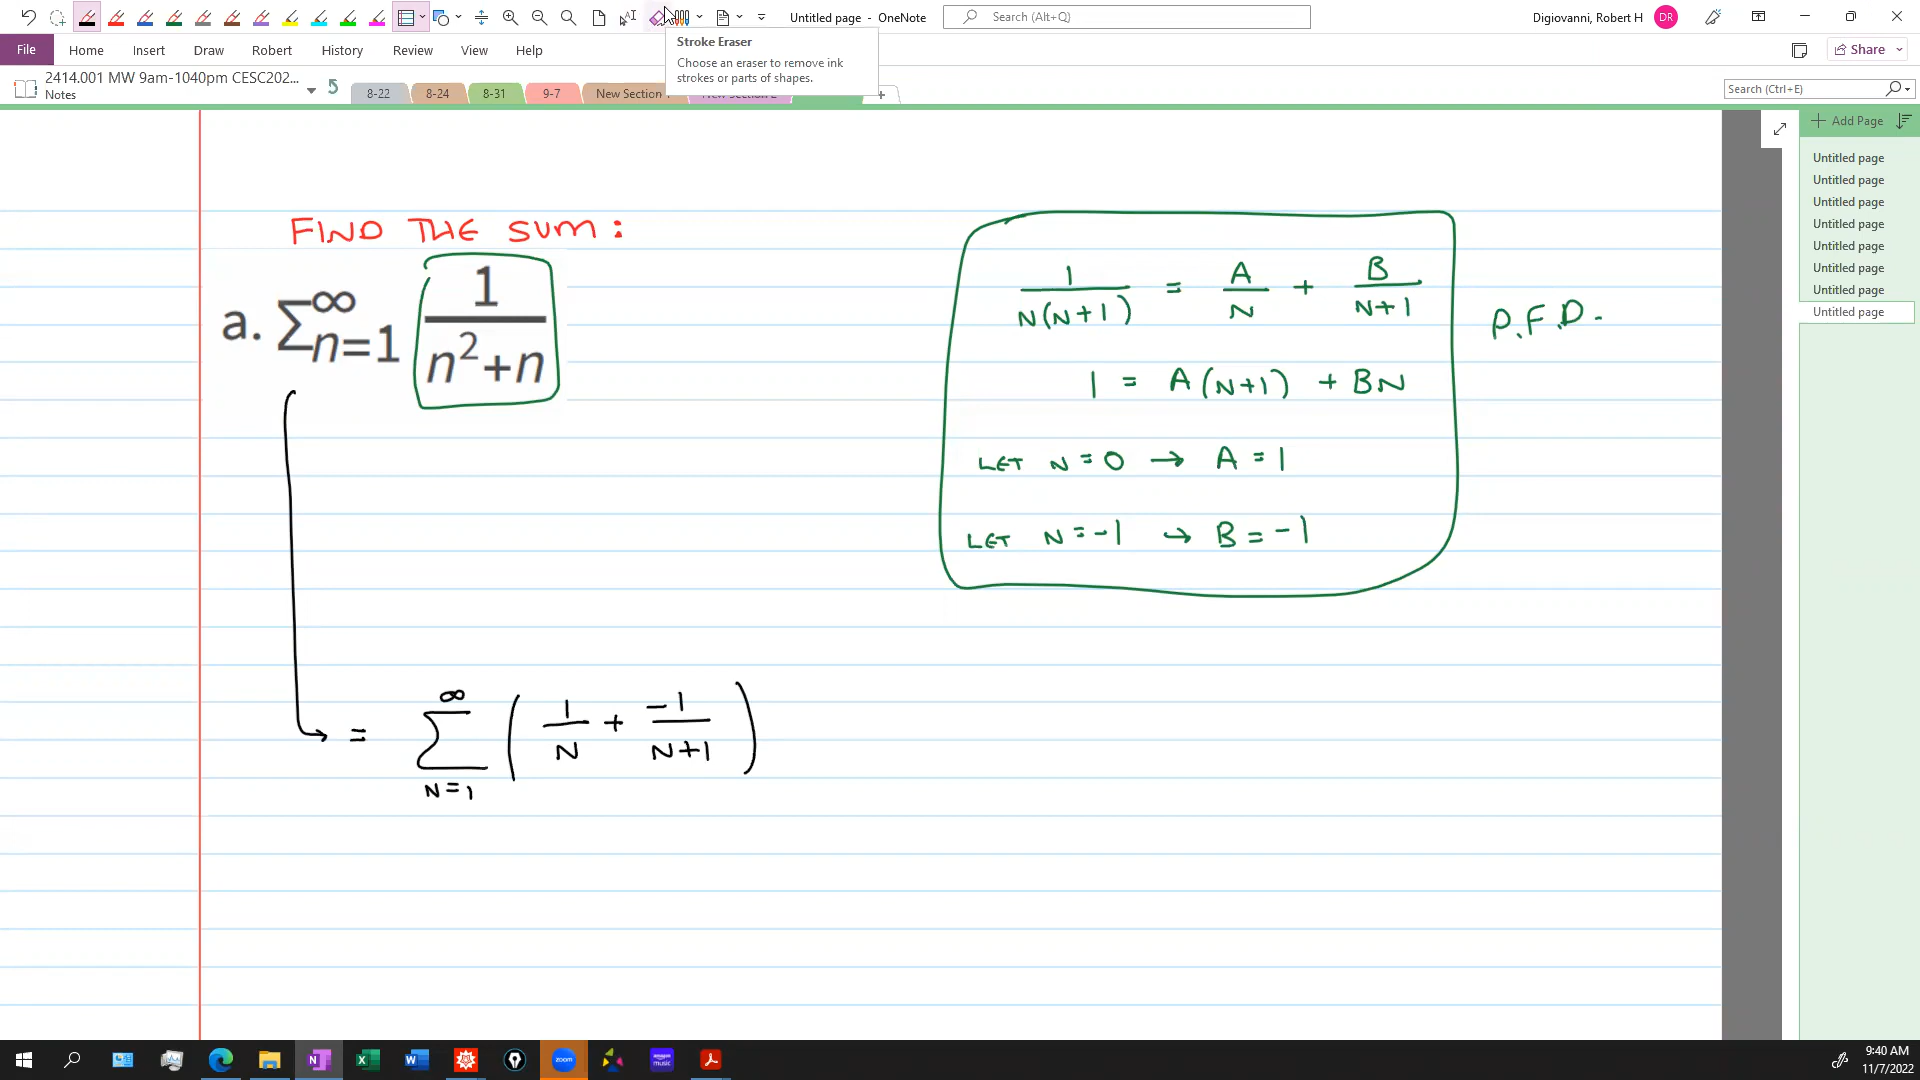 Untitled page - OneNote
Search (Alt+Q)
Digiovanni, Robert H
DR
Stroke Eraser
Choose an eraser to remove ink
strokes or parts of shapes.
File Home Insert Draw Robert History Review View Help
Share
2414.001 MW 9am-1040pm CESC202...
Notes
8-22 8-24 8-31 9-7 New Section
Search (Ctrl+E)
Add Page
Untitled page
Untitled page
Untitled page
Untitled page
Untitled page
Untitled page
Untitled page
Untitled page
FIND THE SUM:
a. ∑ₙ₌₁^∞ 1/(n²+n)
1/(N(N+1)) = A/N + B/(N+1)
P.F.D.
1 = A(N+1) + BN
LET N=0 → A=1
LET N=-1 → B=-1
= ∑_{N=1}^∞ (1/N + -1/(N+1))
zoom
amazon music
9:40 AM
11/7/2022